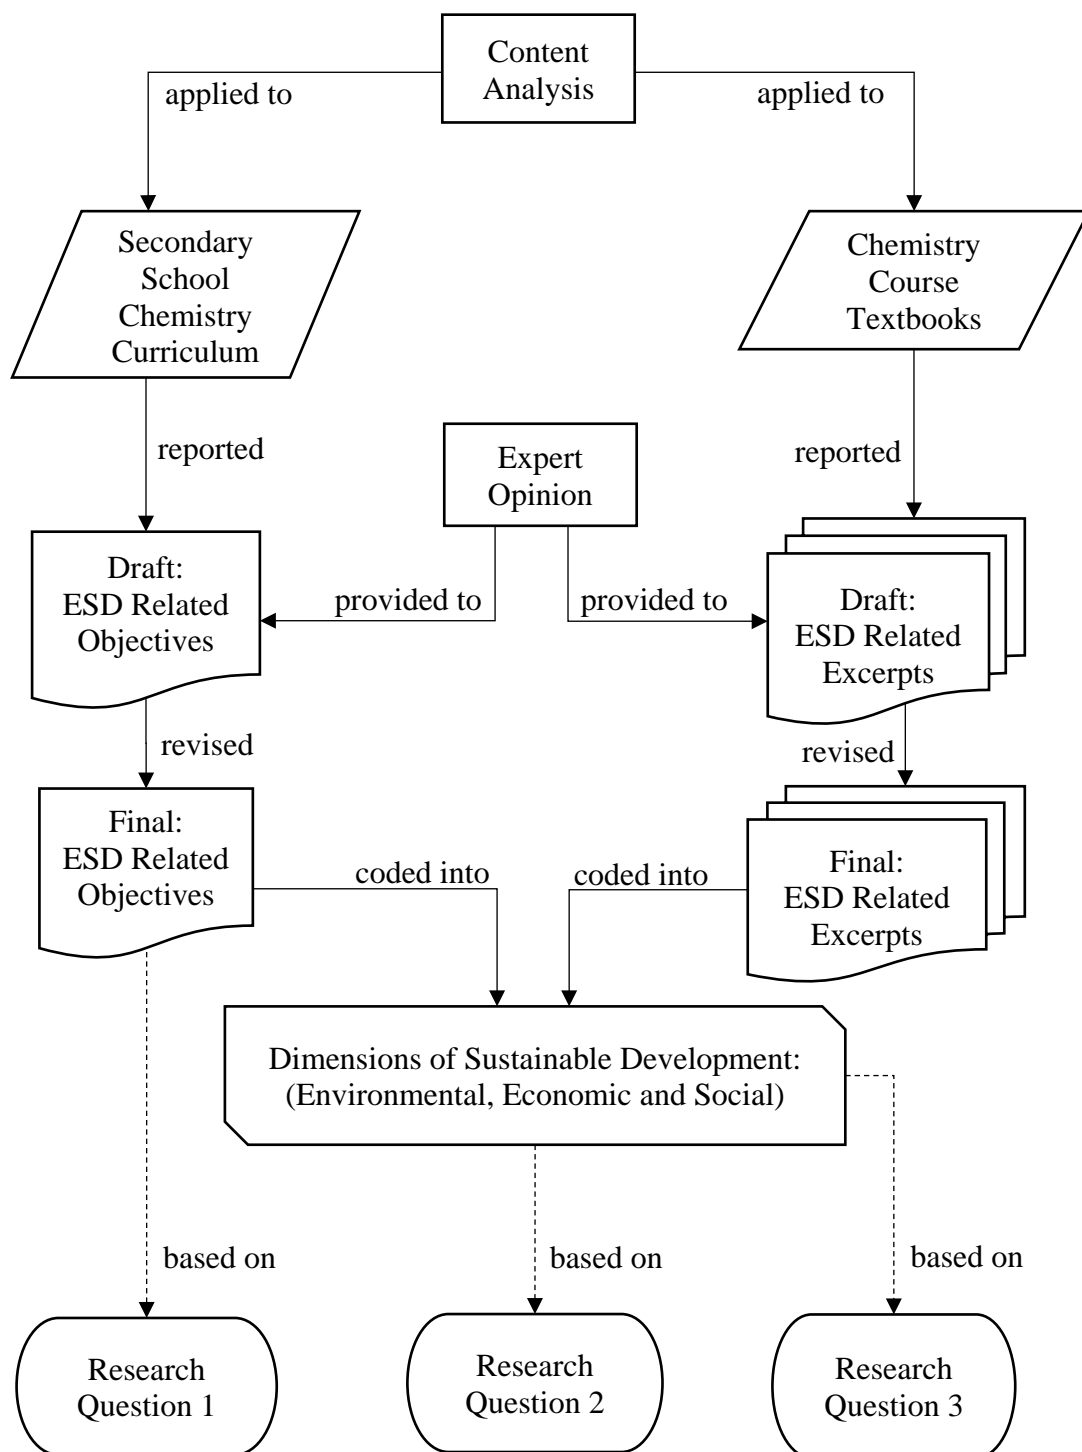 Content
Analysis
applied to
applied to
Secondary
School
Chemistry
Curriculum
Chemistry
Course
Textbooks
reported
reported
Expert
Opinion
Draft:
ESD Related
Objectives
provided to
provided to
Draft:
ESD Related
Excerpts
revised
revised
Final:
ESD Related
Objectives
coded into
coded into
Final:
ESD Related
Excerpts
Dimensions of Sustainable Development:
(Environmental, Economic and Social)
based on
based on
based on
Research
Question 1
Research
Question 2
Research
Question 3